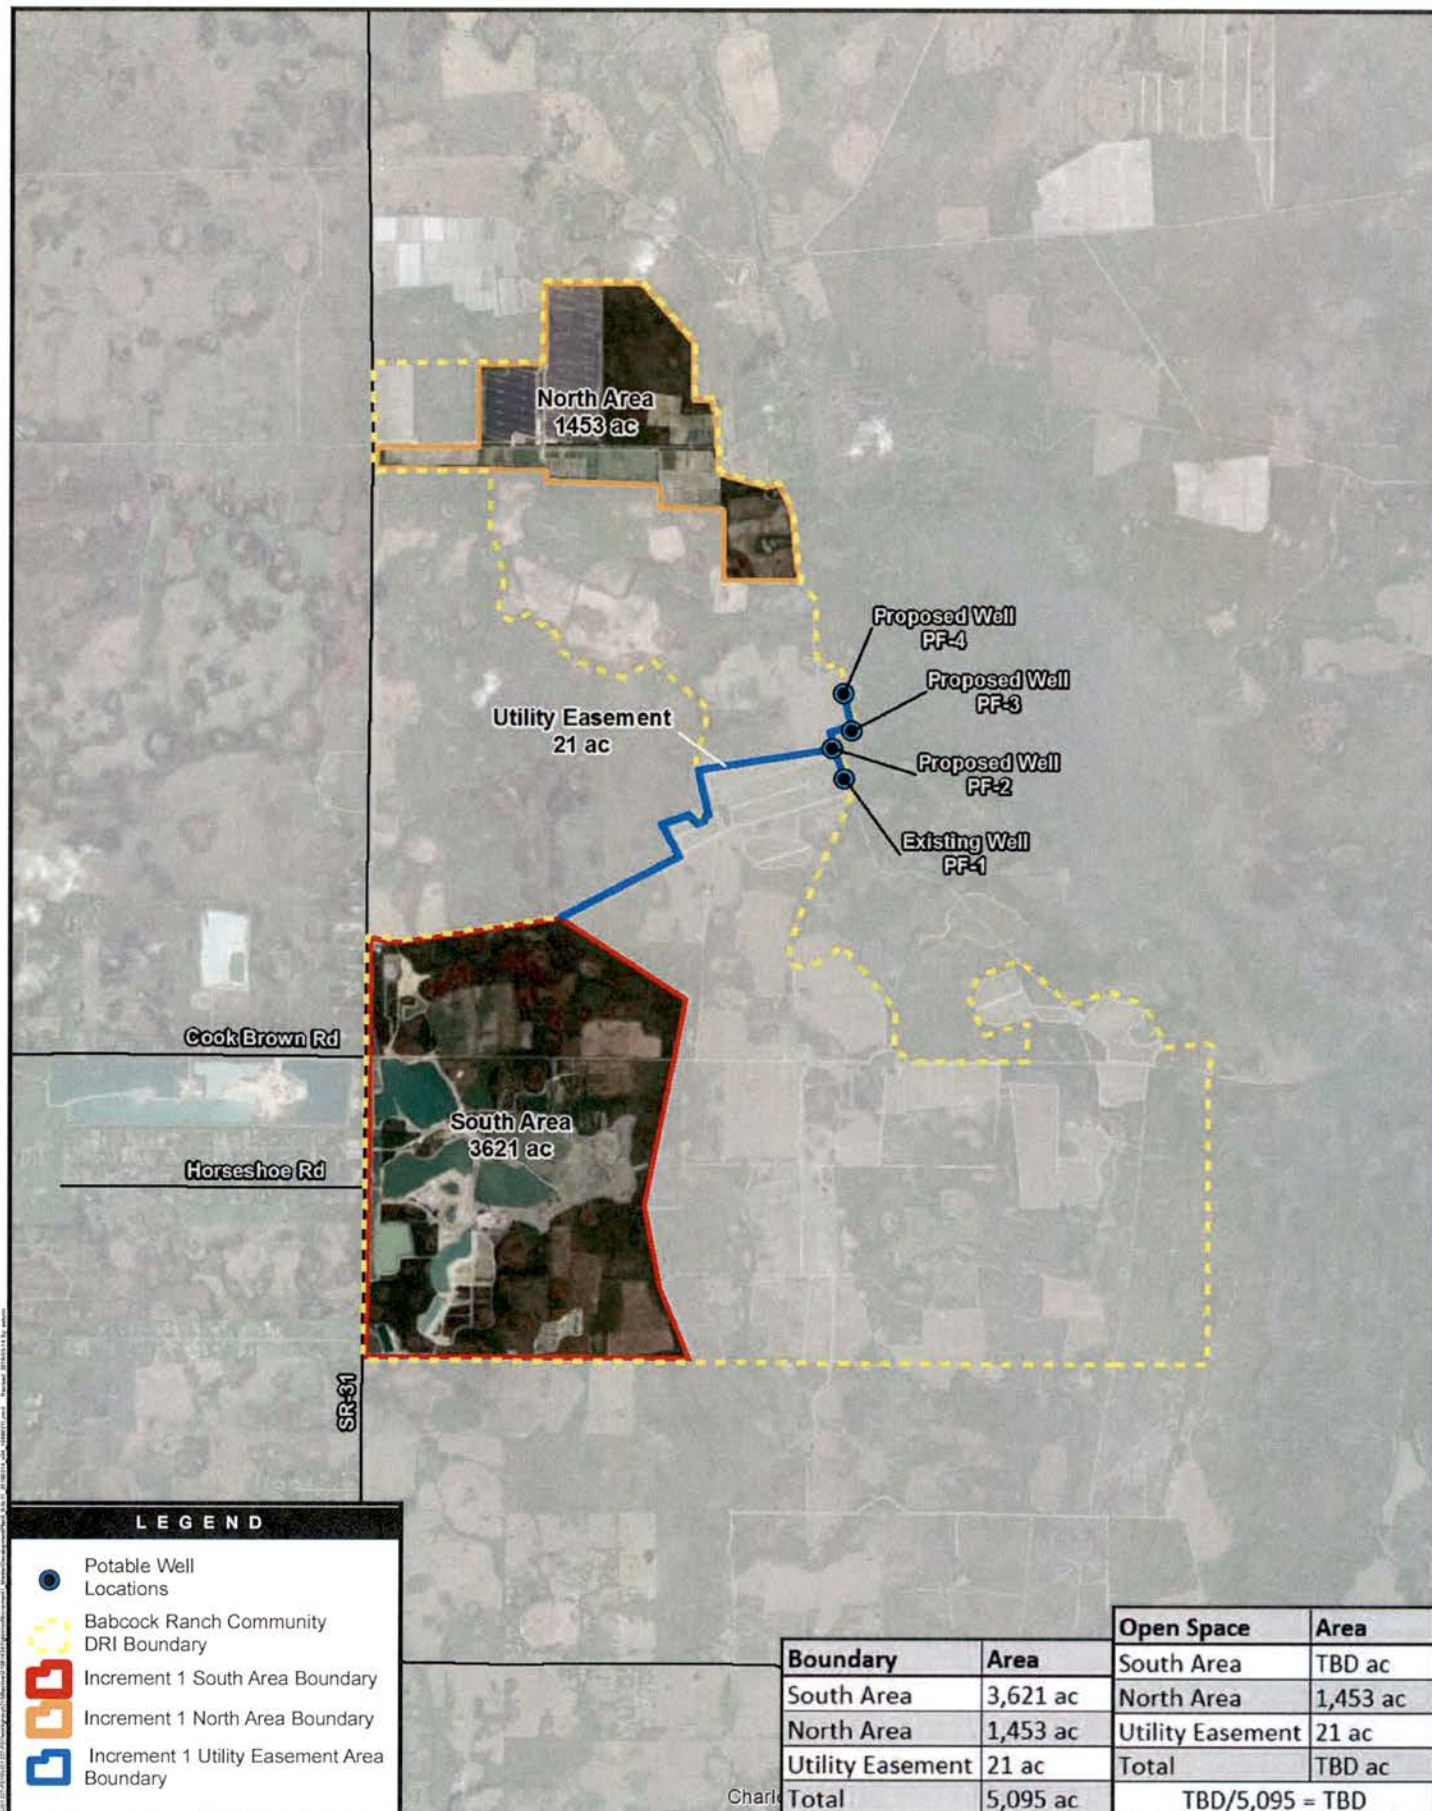 North Area
1453 ac
Proposed Well
PF-4
Proposed Well
PF-3
Utility Easement
21 ac
Proposed Well
PF-2
Existing Well
PF-1
Cook Brown Rd
South Area
3621 ac
Horseshoe Rd
SR-31
LEGEND
Potable Well
Locations
Babcock Ranch Community
DRI Boundary
Increment 1 South Area Boundary
Increment 1 North Area Boundary
Increment 1 Utility Easement Area
Boundary
Boundary Area
South Area 3,621 ac
North Area 1,453 ac
Utility Easement 21 ac
Total 5,095 ac
Open Space Area
South Area TBD ac
North Area 1,453 ac
Utility Easement 21 ac
Total TBD ac
TBD/5,095 = TBD